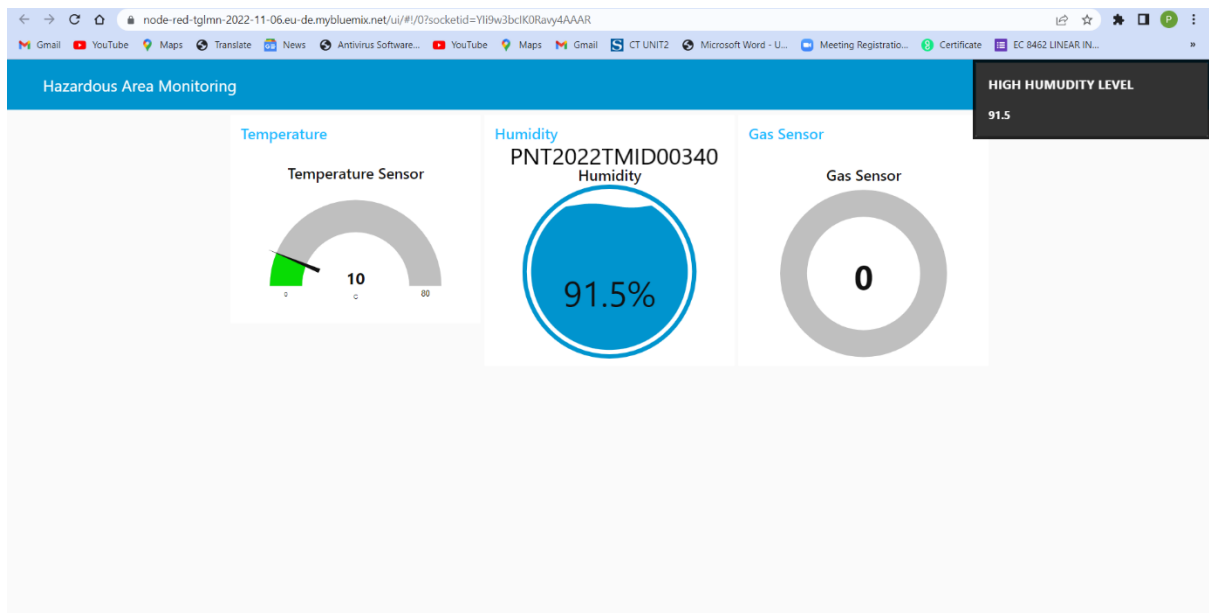 node-red-tglmn-2022-11-06.eu-de.mybluemix.net/ui/#!/0?socketid=Yli9w3bclK0Ravy4AAAR
P
Gmail YouTube Maps Translate News Antivirus Software... YouTube Maps Gmail CT UNIT2 Microsoft Word - U... Meeting Registratio... Certificate EC 8462 LINEAR IN... »
Hazardous Area Monitoring
HIGH HUMUDITY LEVEL
91.5
Temperature
Temperature Sensor
10
C
0
80
Humidity
PNT2022TMID00340
Humidity
91.5%
Gas Sensor
Gas Sensor
0